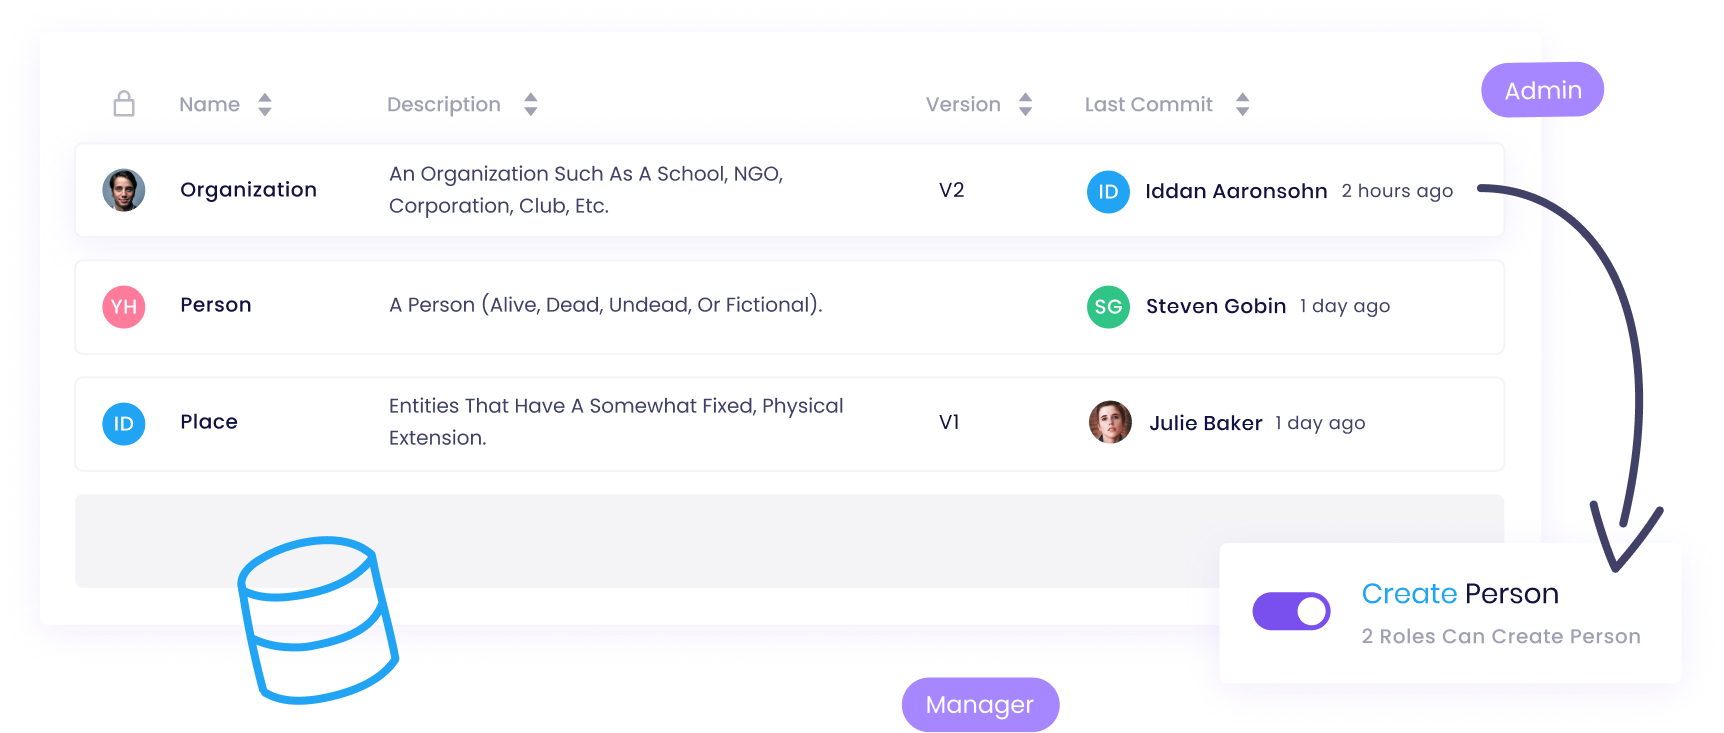 Name
Description
Version
Last Commit
Admin
Organization
An Organization Such As A School, NGO,
Corporation, Club, Etc.
V2
ID
Iddan Aaronsohn
2 hours ago
YH
Person
A Person (Alive, Dead, Undead, Or Fictional).
SG
Steven Gobin
1 day ago
ID
Place
Entities That Have A Somewhat Fixed, Physical
Extension.
V1
Julie Baker
1 day ago
Create Person
2 Roles Can Create Person
Manager